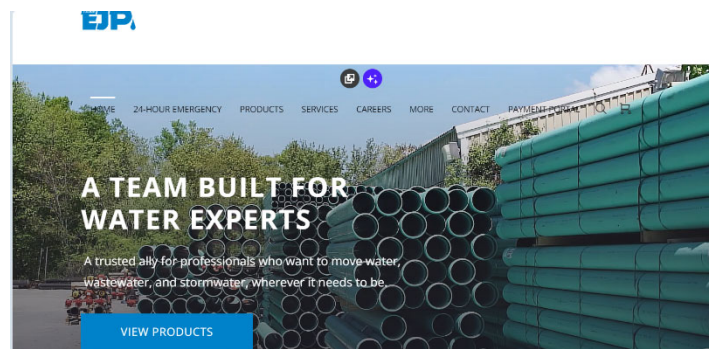 EJP
HOME 24-HOUR EMERGENCY PRODUCTS SERVICES CAREERS MORE CONTACT PAYMENT PORTAL
A TEAM BUILT FOR
WATER EXPERTS
A trusted ally for professionals who want to move water,
wastewater, and stormwater, wherever it needs to be.
VIEW PRODUCTS